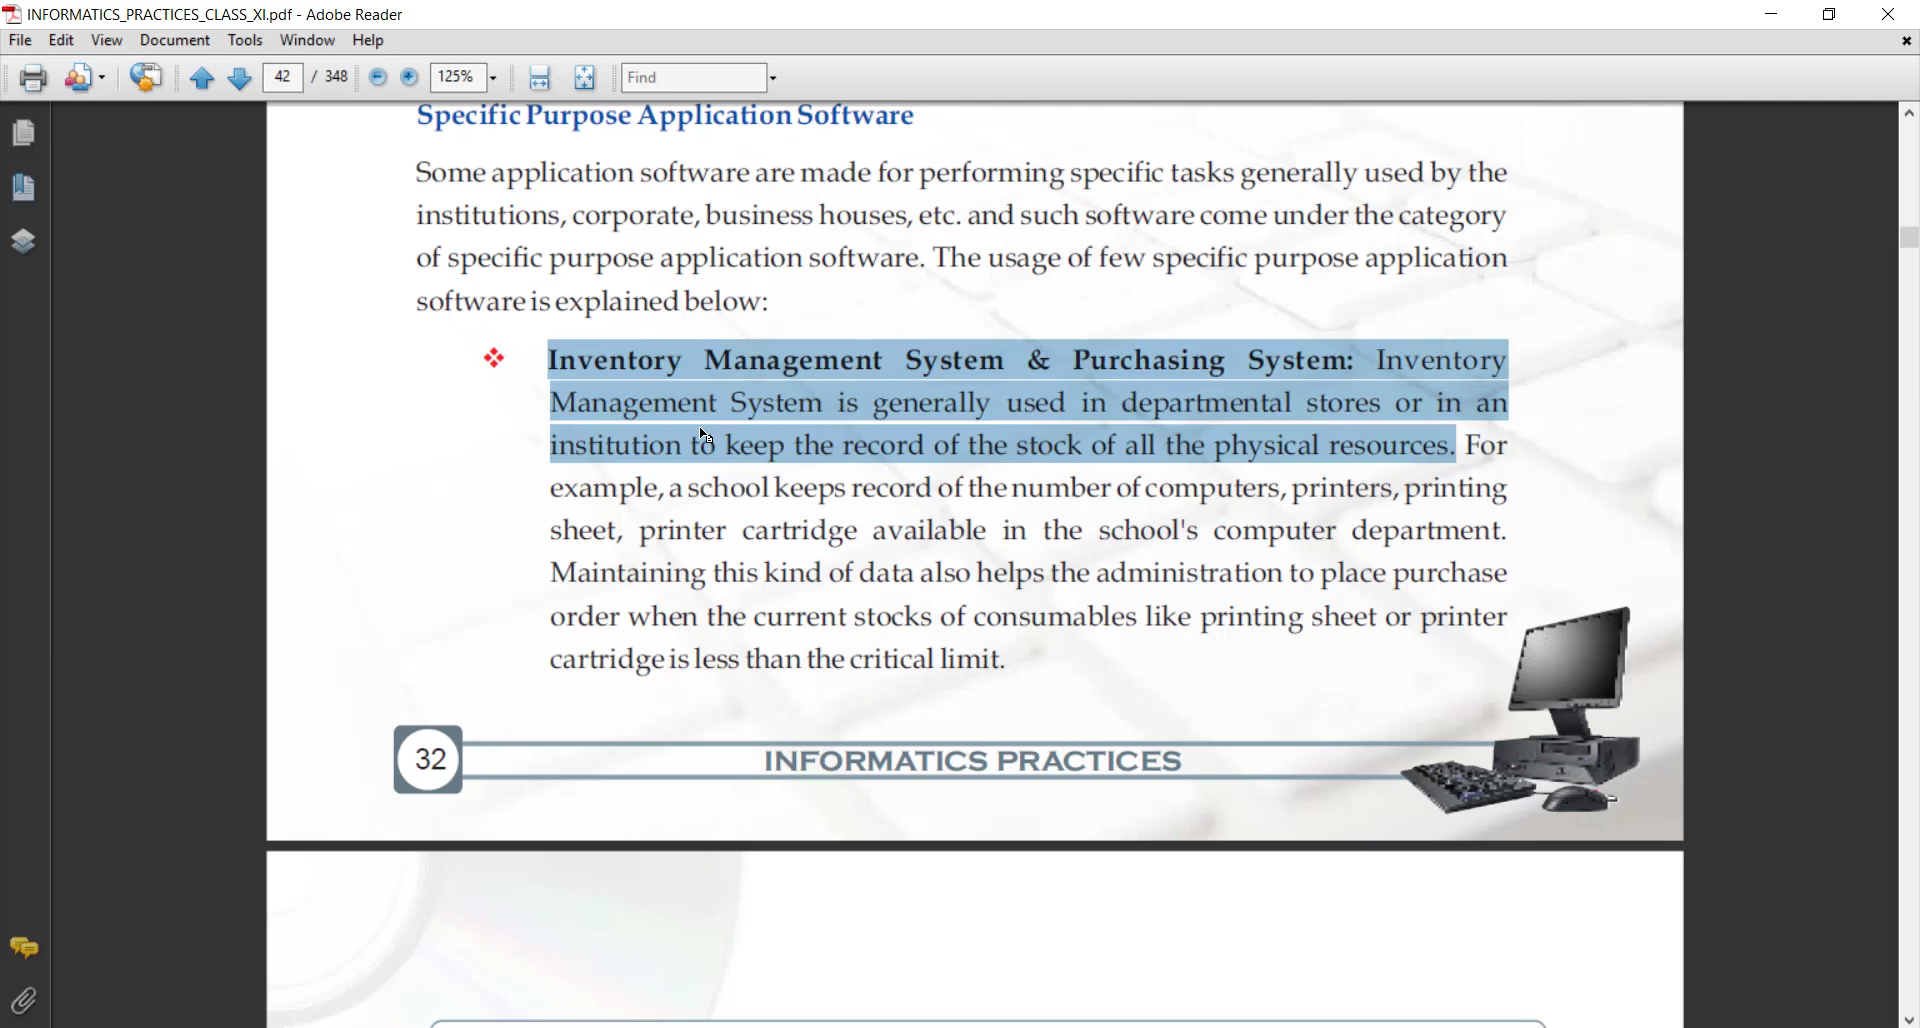 INFORMATICS_PRACTICES_CLASS_XI.pdf - Adobe Reader
File Edit View Document Tools Window Help
42 / 348 125% Find
Specific Purpose Application Software
Some application software are made for performing specific tasks generally used by the
institutions, corporate, business houses, etc. and such software come under the category
of specific purpose application software. The usage of few specific purpose application
software is explained below:
Inventory Management System & Purchasing System: Inventory
Management System is generally used in departmental stores or in an
institution to keep the record of the stock of all the physical resources. For
example, a school keeps record of the number of computers, printers, printing
sheet, printer cartridge available in the school's computer department.
Maintaining this kind of data also helps the administration to place purchase
order when the current stocks of consumables like printing sheet or printer
cartridge is less than the critical limit.
32 INFORMATICS PRACTICES